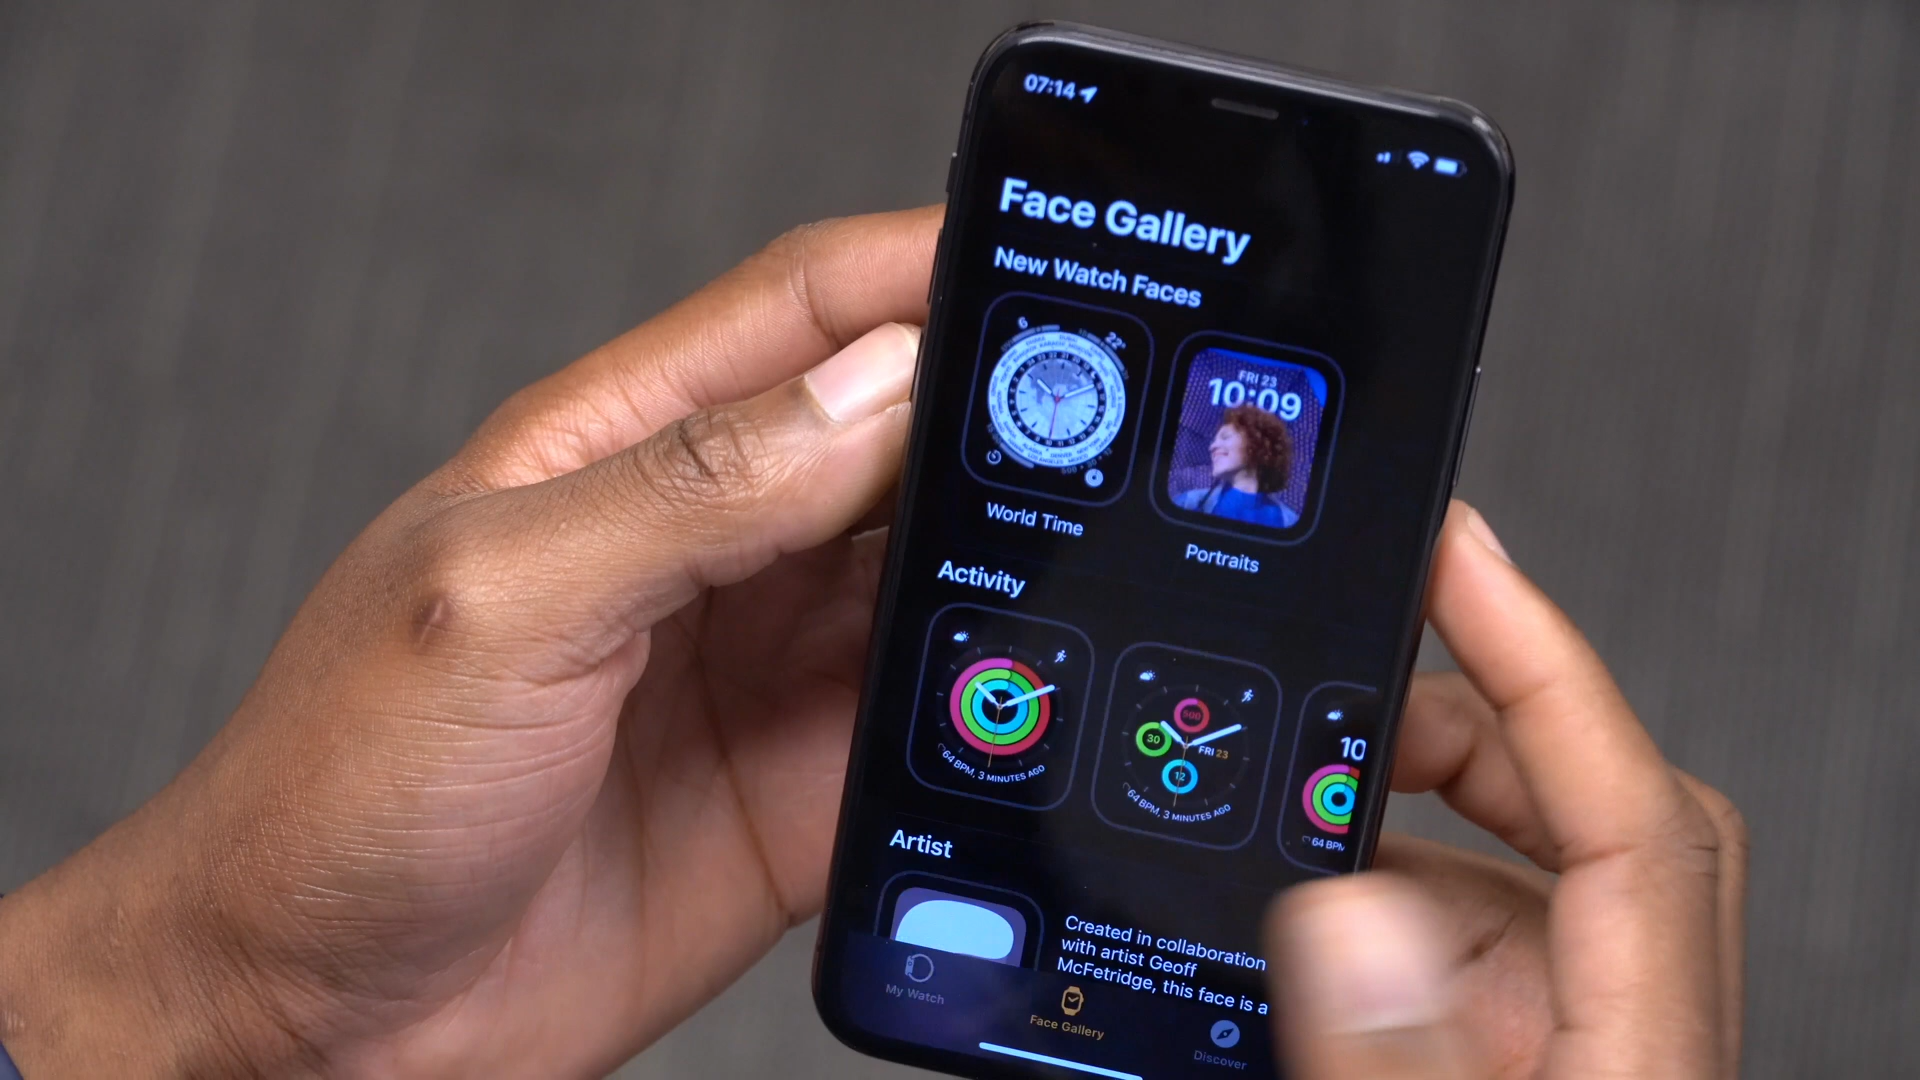 07:14
Face Gallery
New Watch Faces
6
22°
FRI 23
10:09
World Time
Portraits
Activity
64 BPM, 3 MINUTES AGO
500
30
FRI 23
12
64 BPM, 3 MINUTES AGO
10
64 BPM
Artist
Created in collaboration
with artist Geoff
McFetridge, this face is a
My Watch
Face Gallery
Discover